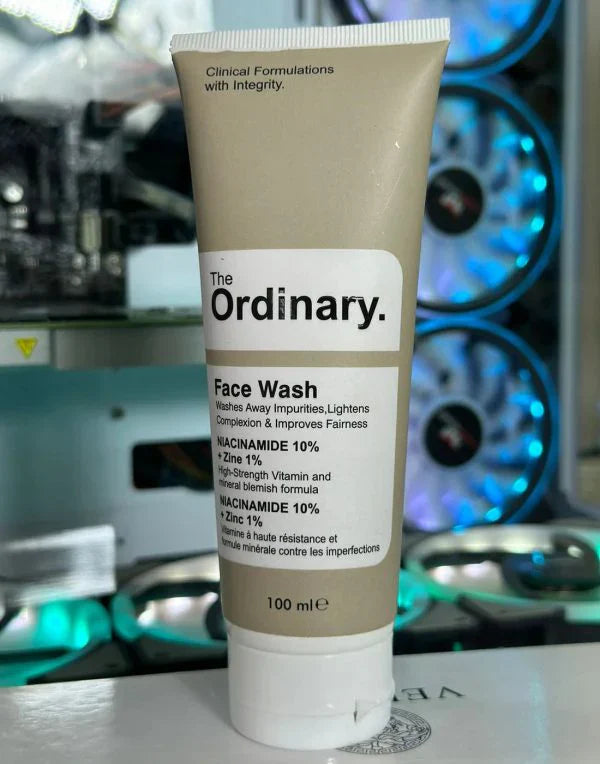 Clinical Formulations
with Integrity.
The
Ordinary.
Face Wash
Washes Away Impurities,Lightens
Complexion & Improves Fairness
NIACINAMIDE 10%
+ Zine 1%
High-Strength Vitamin and
mineral blemish formula
NIACINAMIDE 10%
+ Zinc 1%
Vitamine à haute résistance et
formule minérale contre les imperfections
100 ml e